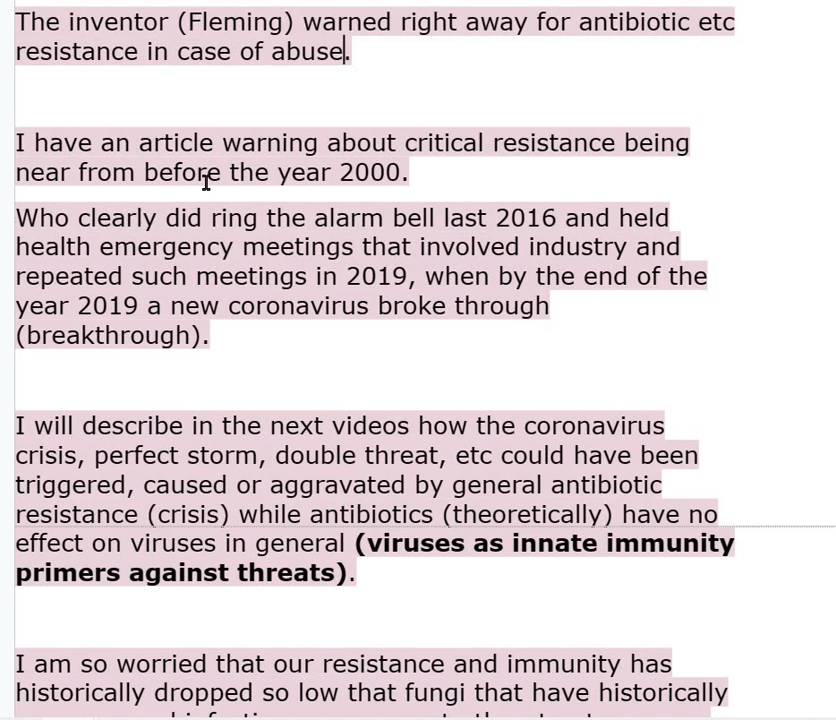 The inventor (Fleming) warned right away for antibiotic etc
resistance in case of abuse.
I have an article warning about critical resistance being
near from before the year 2000.
Who clearly did ring the alarm bell last 2016 and held
health emergency meetings that involved industry and
repeated such meetings in 2019, when by the end of the
year 2019 a new coronavirus broke through
(breakthrough).
I will describe in the next videos how the coronavirus
crisis, perfect storm, double threat, etc could have been
triggered, caused or aggravated by general antibiotic
resistance (crisis) while antibiotics (theoretically) have no
effect on viruses in general (viruses as innate immunity
primers against threats).
I am so worried that our resistance and immunity has
historically dropped so low that fungi that have historically